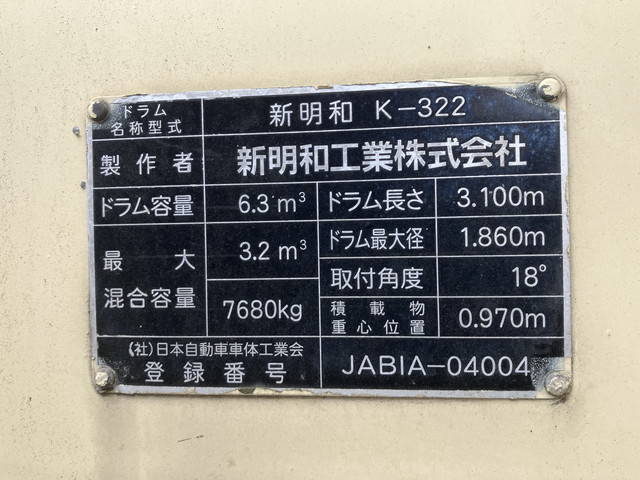 ドラム
名称型式
新明和 K-322
製作者
新明和工業株式会社
ドラム容量
6.3m³
ドラム長さ
3.100m
最大
混合容量
3.2m³
7680kg
ドラム最大径
1.860m
取付角度
18°
積載物
重心位置
0.970m
(社)日本自動車車体工業会
登録番号
JABIA-04004